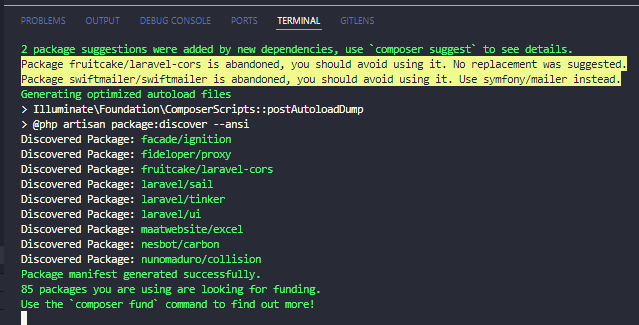 PROBLEMS OUTPUT DEBUG CONSOLE PORTS TERMINAL GITLENS
2 package suggestions were added by new dependencies, use `composer suggest` to see details.
Package fruitcake/laravel-cors is abandoned, you should avoid using it. No replacement was suggested.
Package swiftmailer/swiftmailer is abandoned, you should avoid using it. Use symfony/mailer instead.
Generating optimized autoload files
> Illuminate\Foundation\ComposerScripts::postAutoloadDump
> @php artisan package:discover --ansi
Discovered Package: facade/ignition
Discovered Package: fideloper/proxy
Discovered Package: fruitcake/laravel-cors
Discovered Package: laravel/sail
Discovered Package: laravel/tinker
Discovered Package: laravel/ui
Discovered Package: maatwebsite/excel
Discovered Package: nesbot/carbon
Discovered Package: nunomaduro/collision
Package manifest generated successfully.
85 packages you are using are looking for funding.
Use the `composer fund` command to find out more!